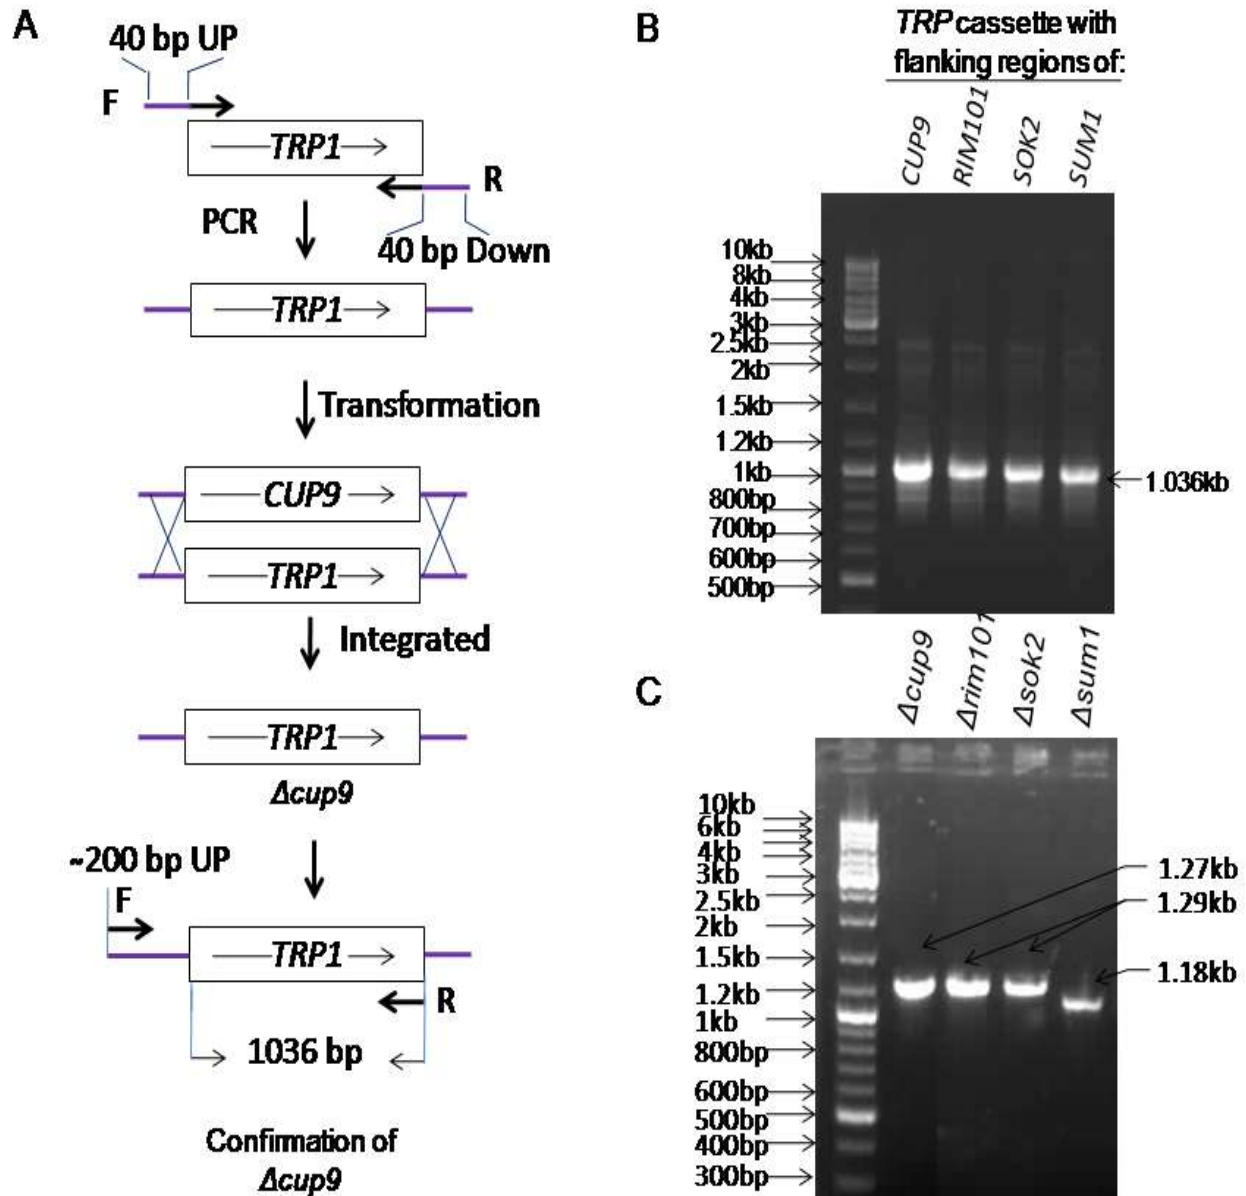 A
40 bp UP
F
TRP1
R
PCR
40 bp Down
TRP1
Transformation
CUP9
TRP1
Integrated
TRP1
Δcup9
~200 bp UP
F
TRP1
R
1036 bp
Confirmation of
Δcup9
B
TRP cassette with
flanking regions of:
CUP9 RIM101 SOK2 SUM1
10kb
8kb
4kb
3kb
2.5kb
2kb
1.5kb
1.2kb
1kb
800bp
700bp
600bp
500bp
1.036kb
C
Δcup9 Δrim101 Δsok2 Δsum1
10kb
6kb
4kb
3kb
2.5kb
2kb
1.5kb
1.2kb
1kb
800bp
600bp
500bp
400bp
300bp
1.27kb
1.29kb
1.18kb